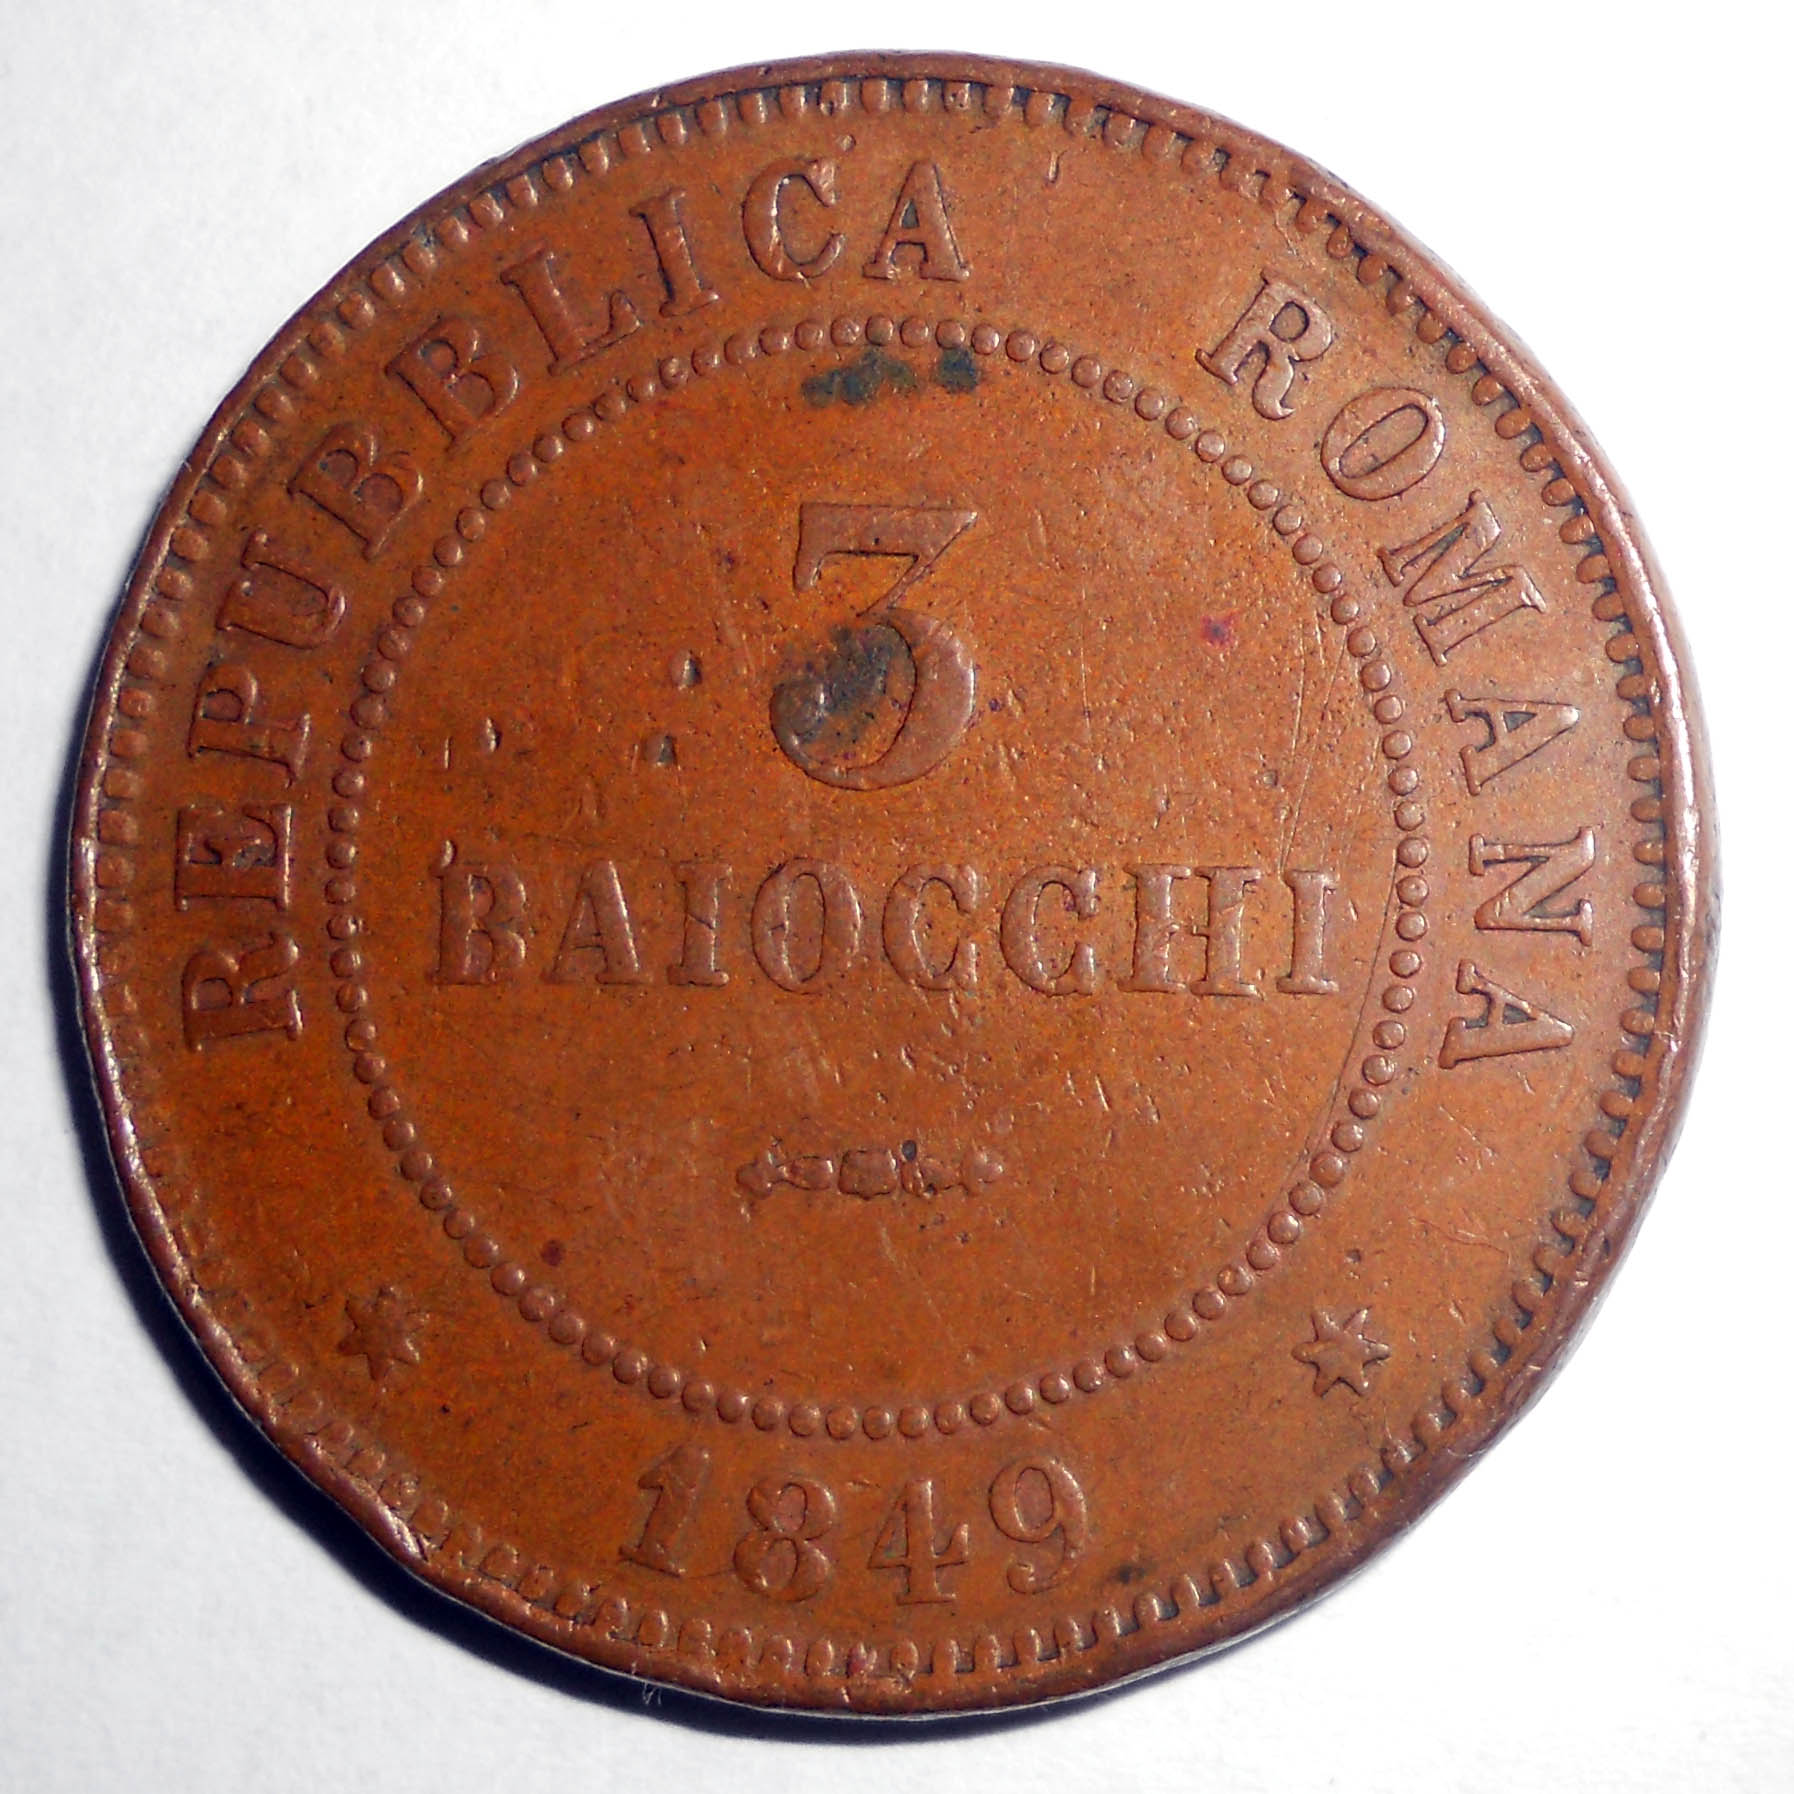 REPUBBLICA ROMANA
3
BAIOCCHI
1849